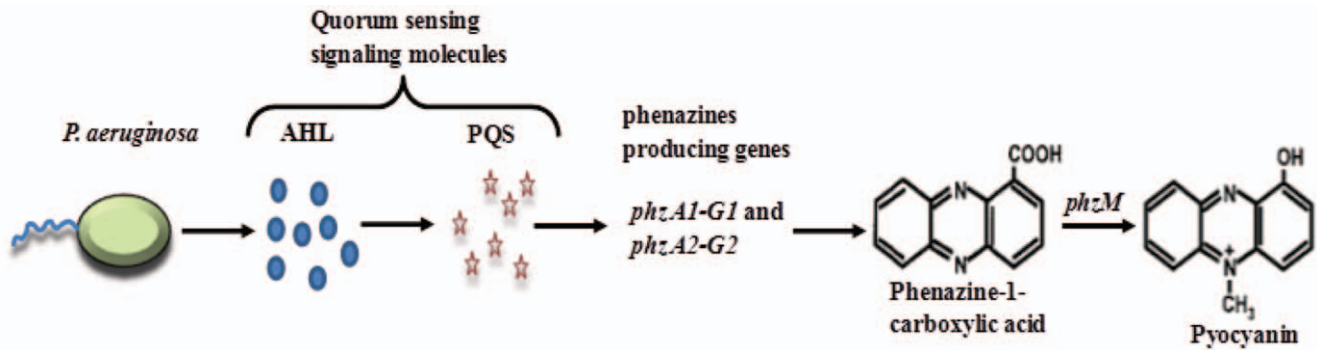 Quorum sensing
signaling molecules
P. aeruginosa
AHL
PQS
phenazines
producing genes
phzA1-G1 and
phzA2-G2
COOH
N
N
Phenazine-1-
carboxylic acid
phzM
OH
N
N
+
CH3
Pyocyanin